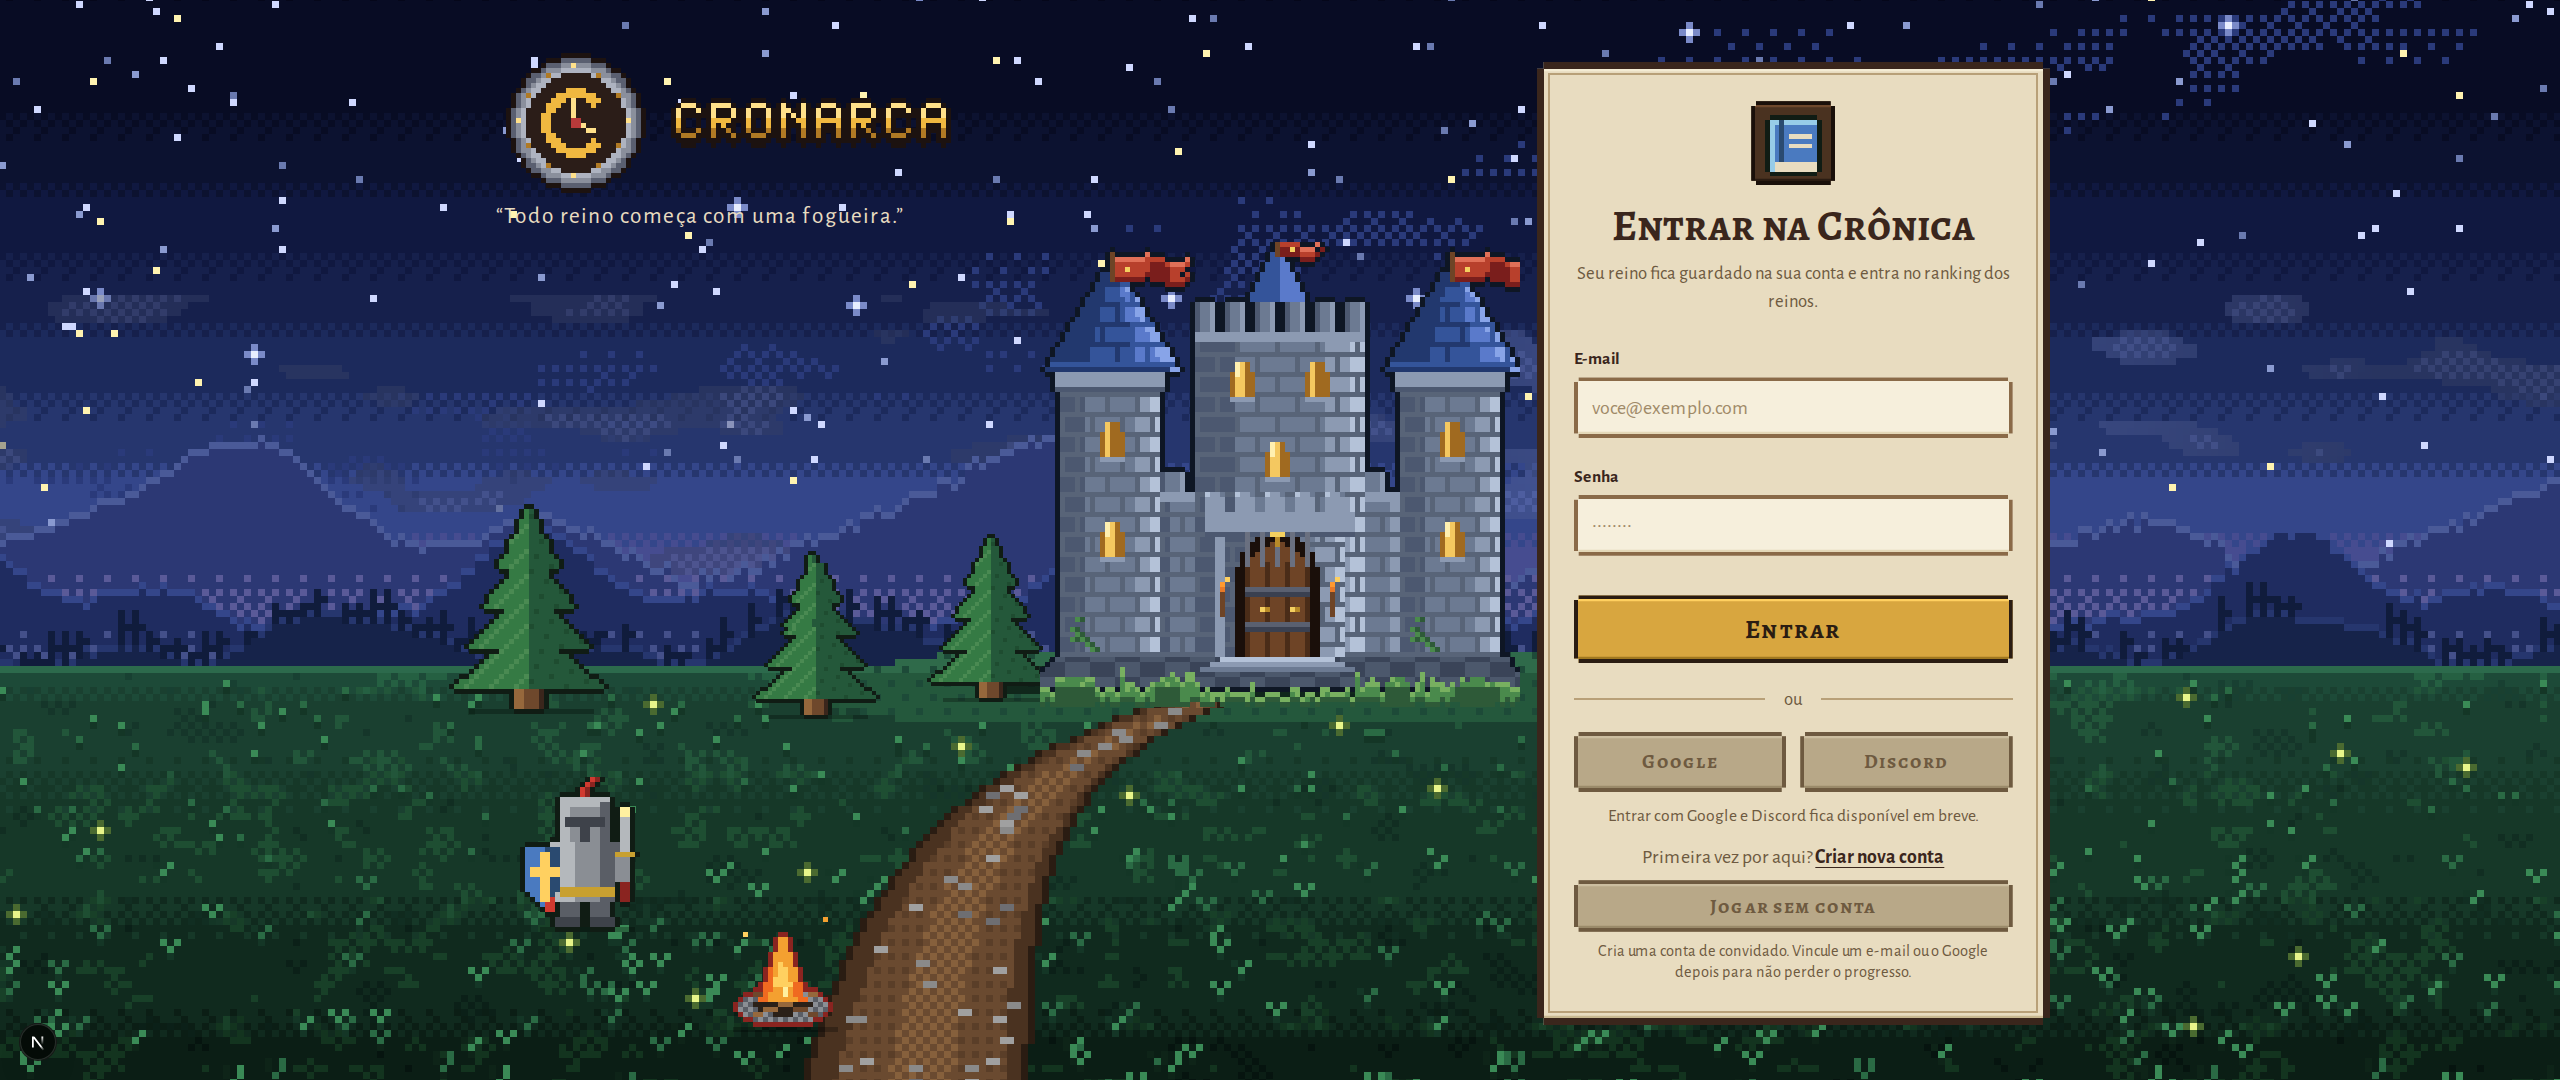 CRONARCA
“Todo reino começa com uma fogueira.”
Entrar na Crônica
Seu reino fica guardado na sua conta e entra no ranking dos
reinos.
E-mail
voce@exemplo.com
Senha
········
Entrar
ou
Google
Discord
Entrar com Google e Discord fica disponível em breve.
Primeira vez por aqui? Criar nova conta
Jogar sem conta
Cria uma conta de convidado. Vincule um e-mail ou o Google
depois para não perder o progresso.
N